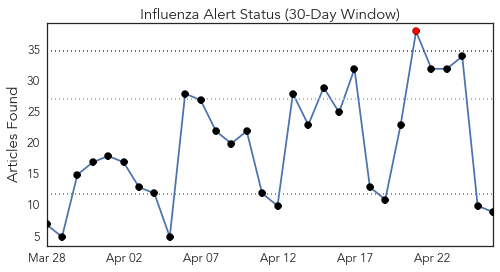 Influenza Alert Status (30-Day Window)
Articles Found
35
30
25
20
15
10
5
Mar 28 Apr 02 Apr 07 Apr 12 Apr 17 Apr 22